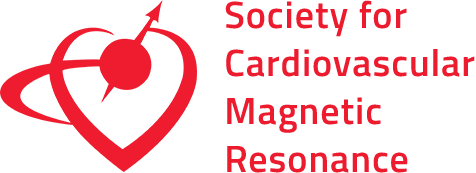 Society for
Cardiovascular
Magnetic
Resonance